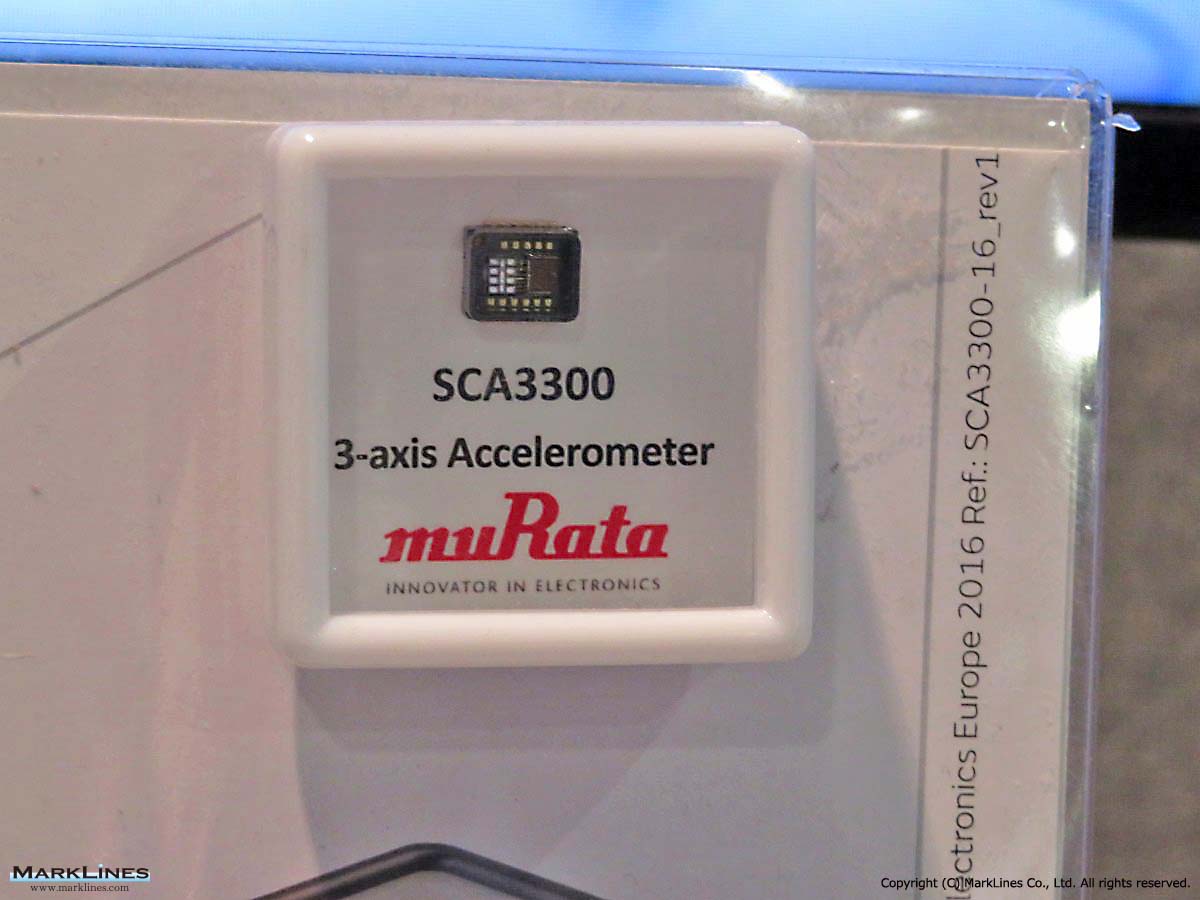 SCA3300
3-axis Accelerometer
muRata
INNOVATOR IN ELECTRONICS
lectronics Europe 2016 Ref.: SCA3300-16_rev1
MARKLINES
www.marklines.com
Copyright (C) MarkLines Co., Ltd. All rights reserved.